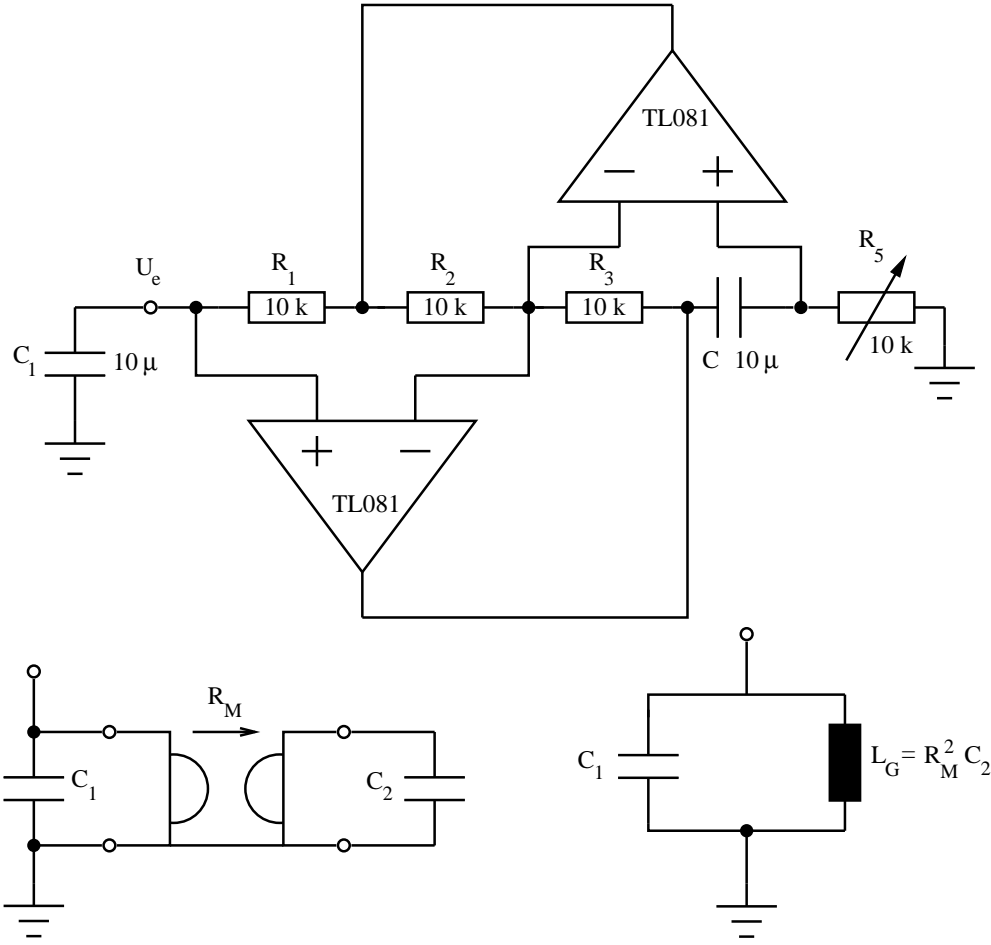 TL081
− +
U_e
R_1
10 k
R_2
10 k
R_3
10 k
R_5
10 k
C_1
10 µ
C 10 µ
+ −
TL081
R_M
C_1
C_2
C_1
L_G = R_M^2 C_2